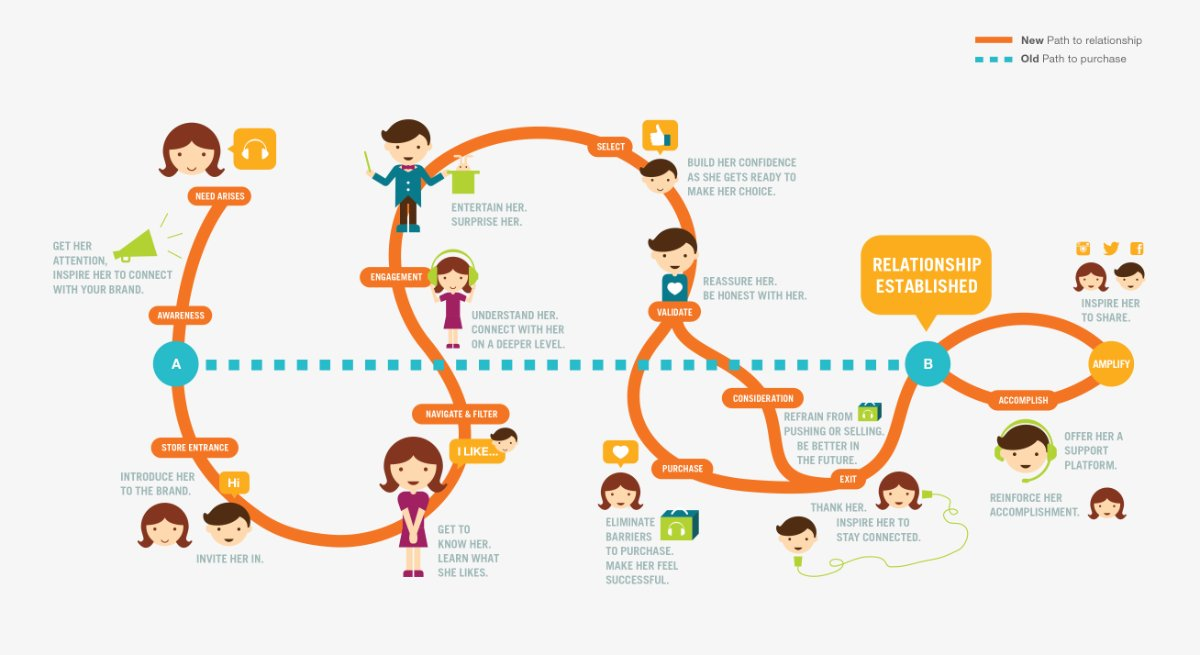 New Path to relationship
Old Path to purchase
NEED ARISES
GET HER
ATTENTION,
INSPIRE HER TO CONNECT
WITH YOUR BRAND.
AWARENESS
A
STORE ENTRANCE
INTRODUCE HER
TO THE BRAND.
Hi
INVITE HER IN.
ENTERTAIN HER.
SURPRISE HER.
ENGAGEMENT
UNDERSTAND HER.
CONNECT WITH HER
ON A DEEPER LEVEL.
NAVIGATE & FILTER
I LIKE...
GET TO
KNOW HER.
LEARN WHAT
SHE LIKES.
SELECT
BUILD HER CONFIDENCE
AS SHE GETS READY TO
MAKE HER CHOICE.
REASSURE HER.
BE HONEST WITH HER.
VALIDATE
CONSIDERATION
REFRAIN FROM
PUSHING OR SELLING.
BE BETTER IN
THE FUTURE.
PURCHASE
ELIMINATE
BARRIERS
TO PURCHASE.
MAKE HER FEEL
SUCCESSFUL.
EXIT
THANK HER.
INSPIRE HER TO
STAY CONNECTED.
RELATIONSHIP
ESTABLISHED
B
INSPIRE HER
TO SHARE.
AMPLIFY
ACCOMPLISH
OFFER HER A
SUPPORT
PLATFORM.
REINFORCE HER
ACCOMPLISHMENT.